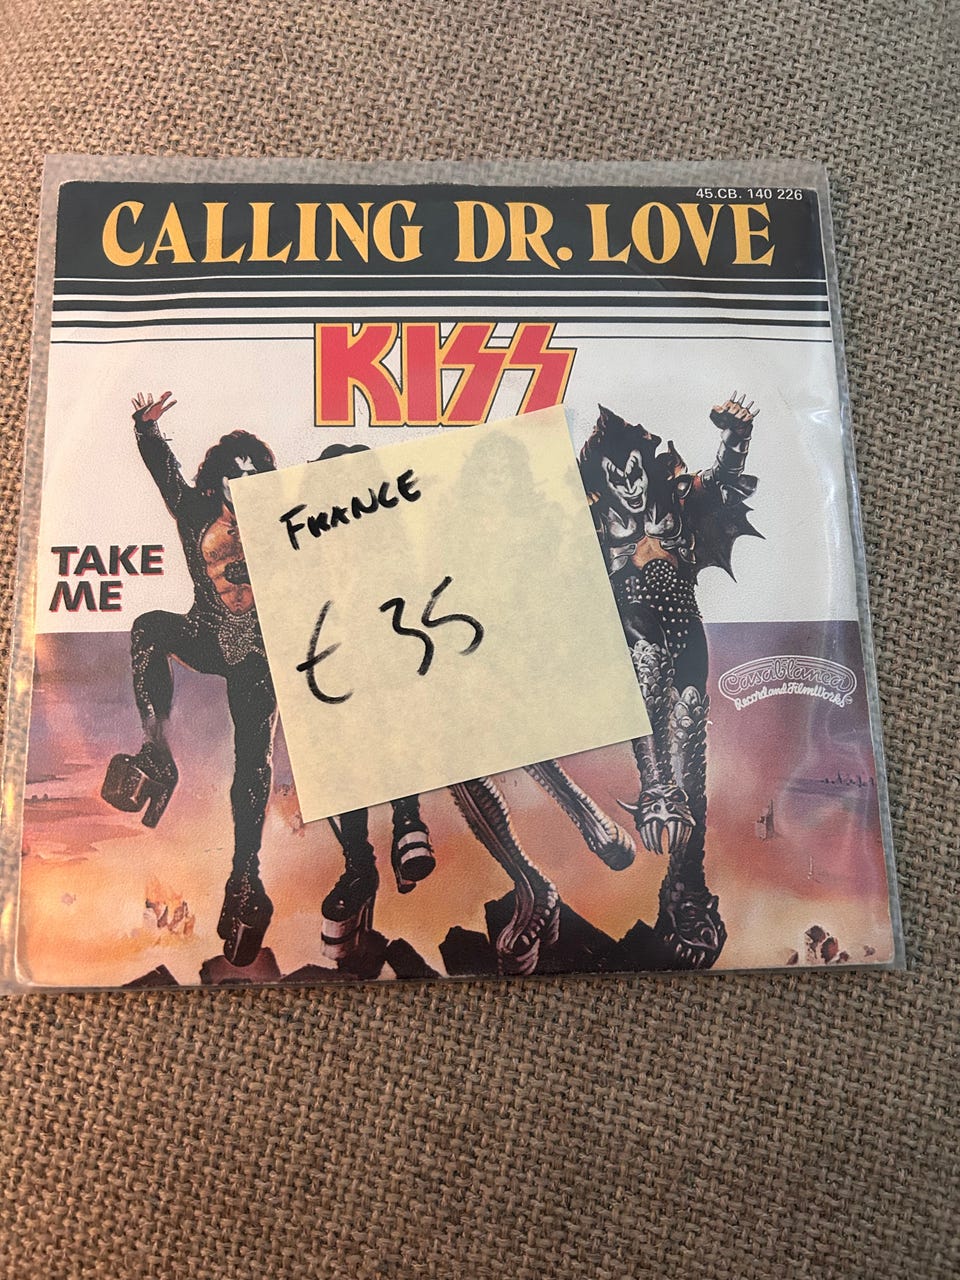 45.CB. 140 226
CALLING DR. LOVE
KISS
FRANCE
€ 35
TAKE
ME
Casablanca
Record and FilmWorks